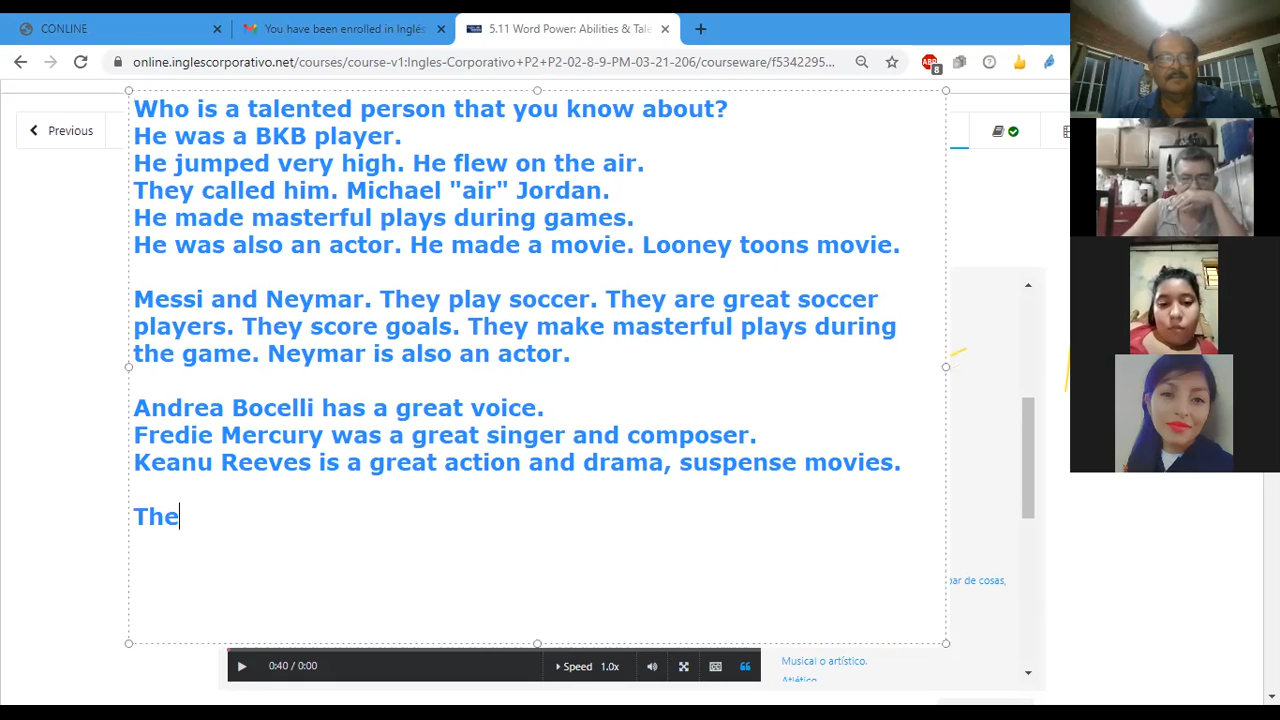 CONLINE
You have been enrolled in Inglés
5.11 Word Power: Abilities & Tale
online.inglescorporativo.net/courses/course-v1:Ingles-Corporativo+P2+P2-02-8-9-PM-03-21-206/courseware/f5342295...
ABP
8
Previous
Who is a talented person that you know about?
He was a BKB player.
He jumped very high. He flew on the air.
They called him. Michael "air" Jordan.
He made masterful plays during games.
He was also an actor. He made a movie. Looney toons movie.
Messi and Neymar. They play soccer. They are great soccer
players. They score goals. They make masterful plays during
the game. Neymar is also an actor.
Andrea Bocelli has a great voice.
Fredie Mercury was a great singer and composer.
Keanu Reeves is a great action and drama, suspense movies.
The
par de cosas,
0:40 / 0:00
Speed 1.0x
Musical o artístico.
Atlético